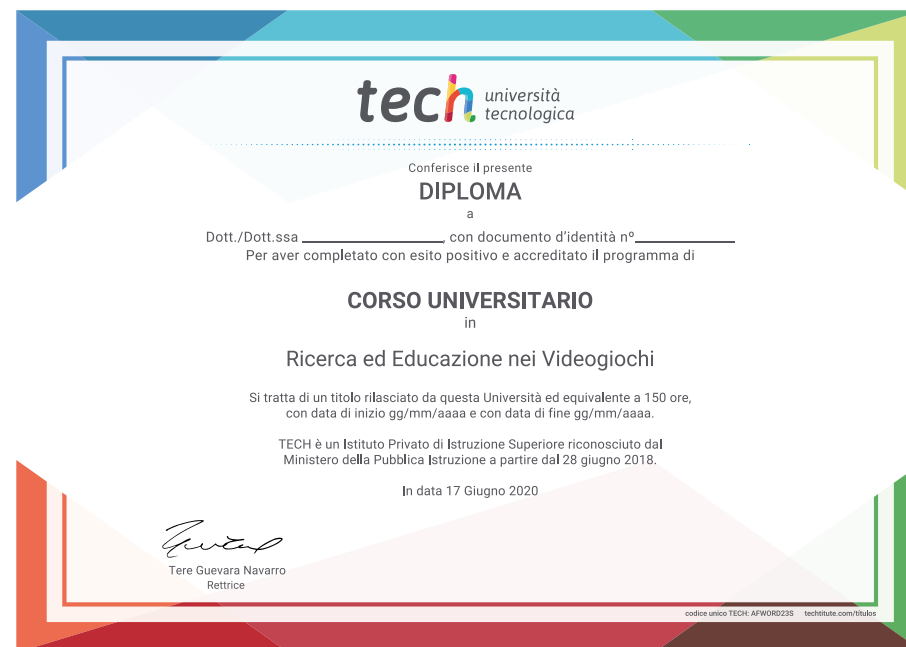 tech università
tecnologica
Conferisce il presente
DIPLOMA
a
Dott./Dott.ssa ________________, con documento d'identità nº____________
Per aver completato con esito positivo e accreditato il programma di
CORSO UNIVERSITARIO
in
Ricerca ed Educazione nei Videogiochi
Si tratta di un titolo rilasciato da questa Università ed equivalente a 150 ore,
con data di inizio gg/mm/aaaa e con data di fine gg/mm/aaaa.
TECH è un Istituto Privato di Istruzione Superiore riconosciuto dal
Ministero della Pubblica Istruzione a partire dal 28 giugno 2018.
In data 17 Giugno 2020
Tere Guevara Navarro
Rettrice
codice unico TECH: AFWORD23S techtitute.com/titulos